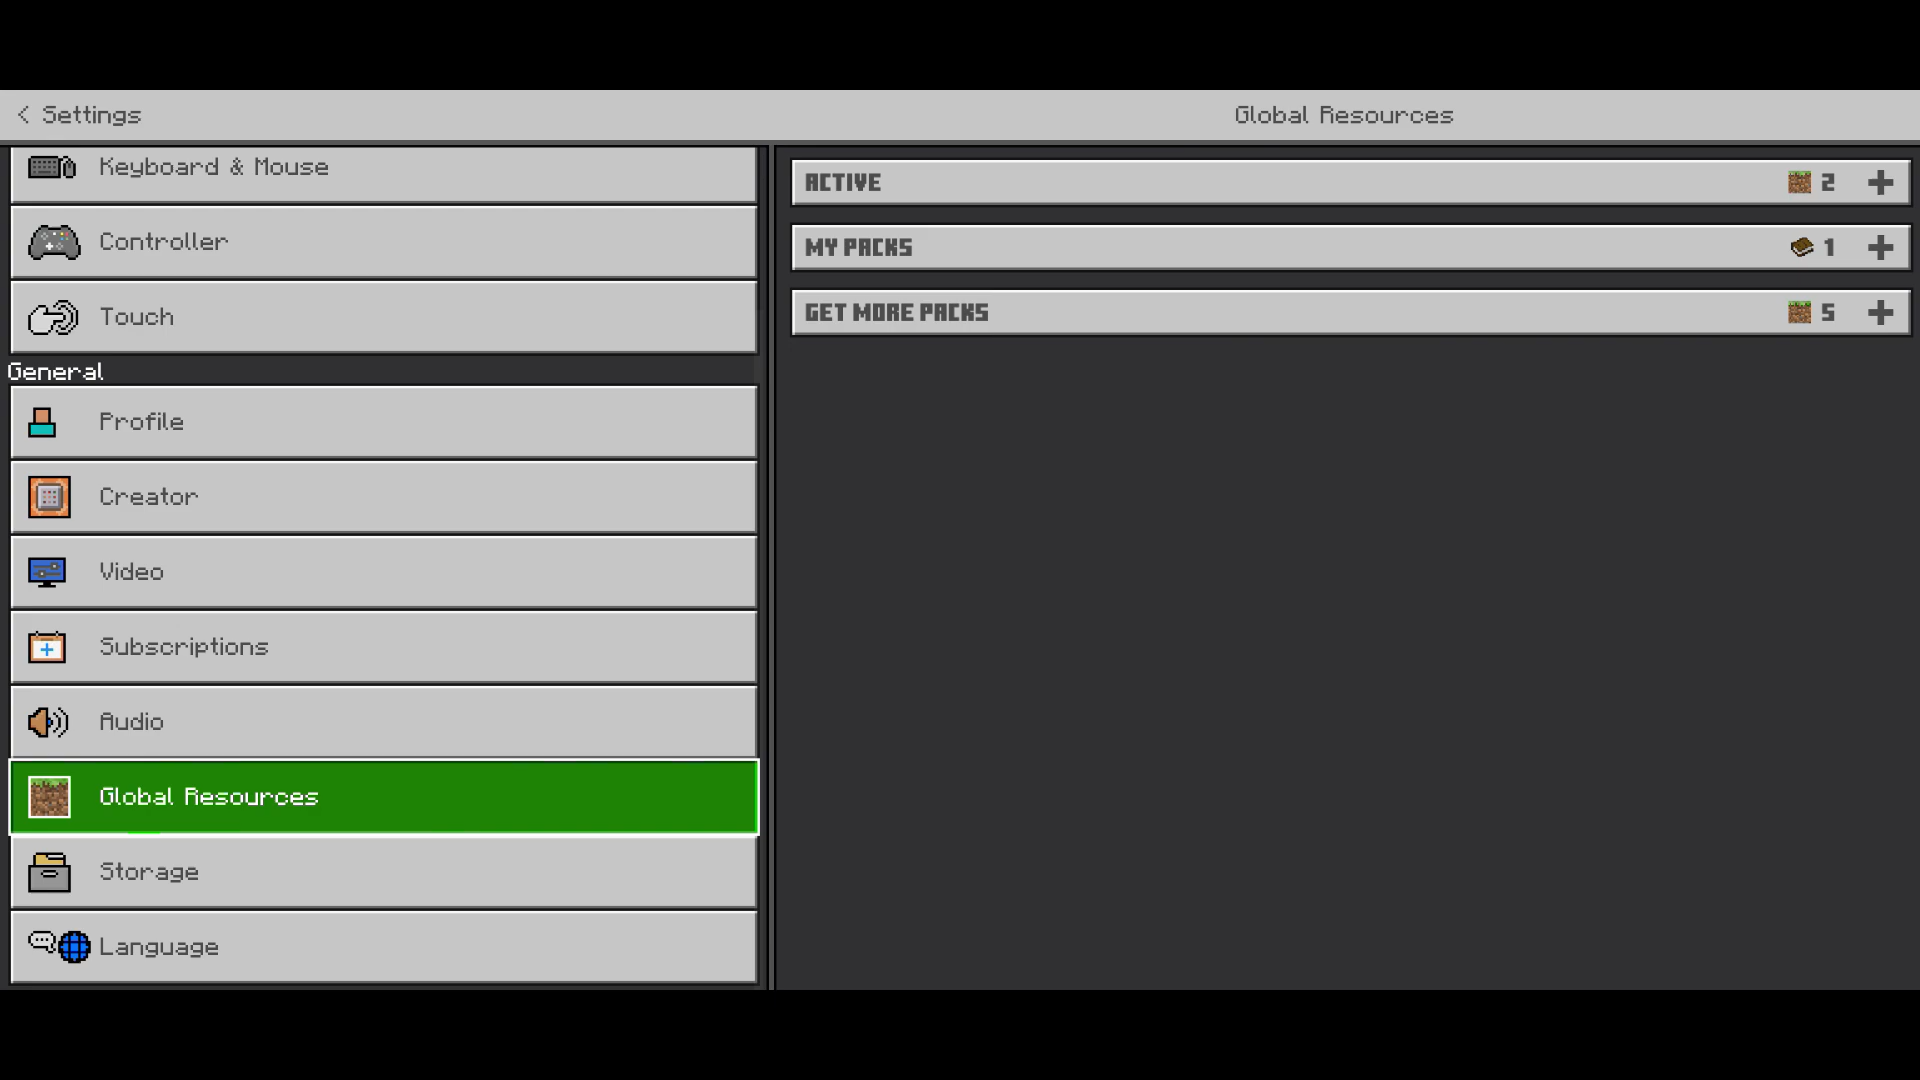 Settings
Global Resources
Keyboard & Mouse
Controller
Touch
General
Profile
Creator
Video
Subscriptions
Audio
Global Resources
Storage
Language
ACTIVE 2
MY PACKS 1
GET MORE PACKS 5